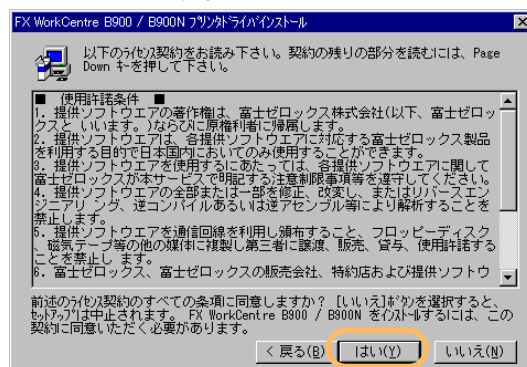 FX WorkCentre B900 / B900N ﾌﾟﾘﾝﾀﾄﾞﾗｲﾊﾞｲﾝｽﾄｰﾙ
以下のﾗｲｾﾝｽ契約をお読み下さい。契約の残りの部分を読むには、Page
Down ｷｰを押して下さい。
■ 使用許諾条件 ■
1. 提供ソフトウエアの著作権は、富士ゼロックス株式会社(以下、富士ゼロッ
クスと いいます。)ならびに原権利者に帰属します。
2. 提供ソフトウエアは、各提供ソフトウエアに対応する富士ゼロックス製品
を利用する目的で日本国内においてのみ使用することができます。
3. 提供ソフトウエアを使用するにあたっては、各提供ソフトウエアに関して
富士ゼロックスが本サービスで明記する注意制限事項等を遵守してください。
4. 提供ソフトウエアの全部または一部を修正、改変し、またはリバースエン
ジニアリ ング、逆コンパイルあるいは逆アセンブル等により解析することを
禁止します。
5. 提供ソフトウエアを通信回線を利用し頒布すること、フロッピーディスク
、磁気テープ等の他の媒体に複製し第三者に譲渡、販売、貸与、使用許諾する
ことを禁止し ます。
6. 富士ゼロックス、富士ゼロックスの販売会社、特約店および提供ソフトウ
前述のﾗｲｾﾝｽ契約のすべての条項に同意しますか? [いいえ]ﾎﾞﾀﾝを選択すると、
ｾｯﾄｱｯﾌﾟは中止されます。 FX WorkCentre B900 / B900N をｲﾝｽﾄｰﾙするには、この
契約に同意いただく必要があります。
< 戻る(B) はい(Y) いいえ(N)